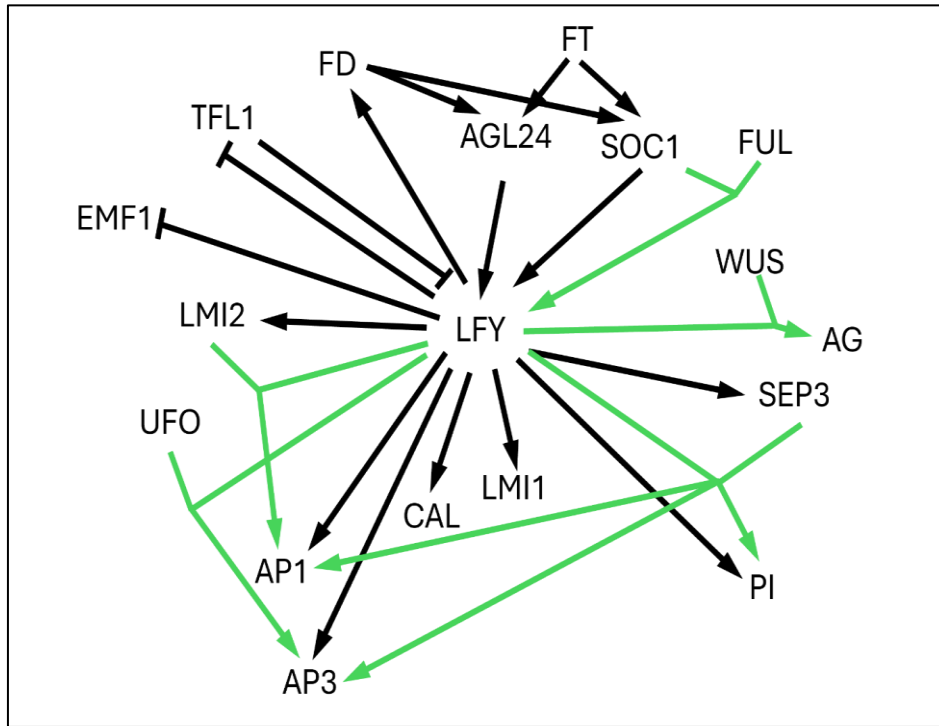 FT
FD
TFL1
AGL24
SOC1
FUL
EMF1
WUS
LMI2
LFY
AG
SEP3
UFO
LMI1
CAL
AP1
PI
AP3